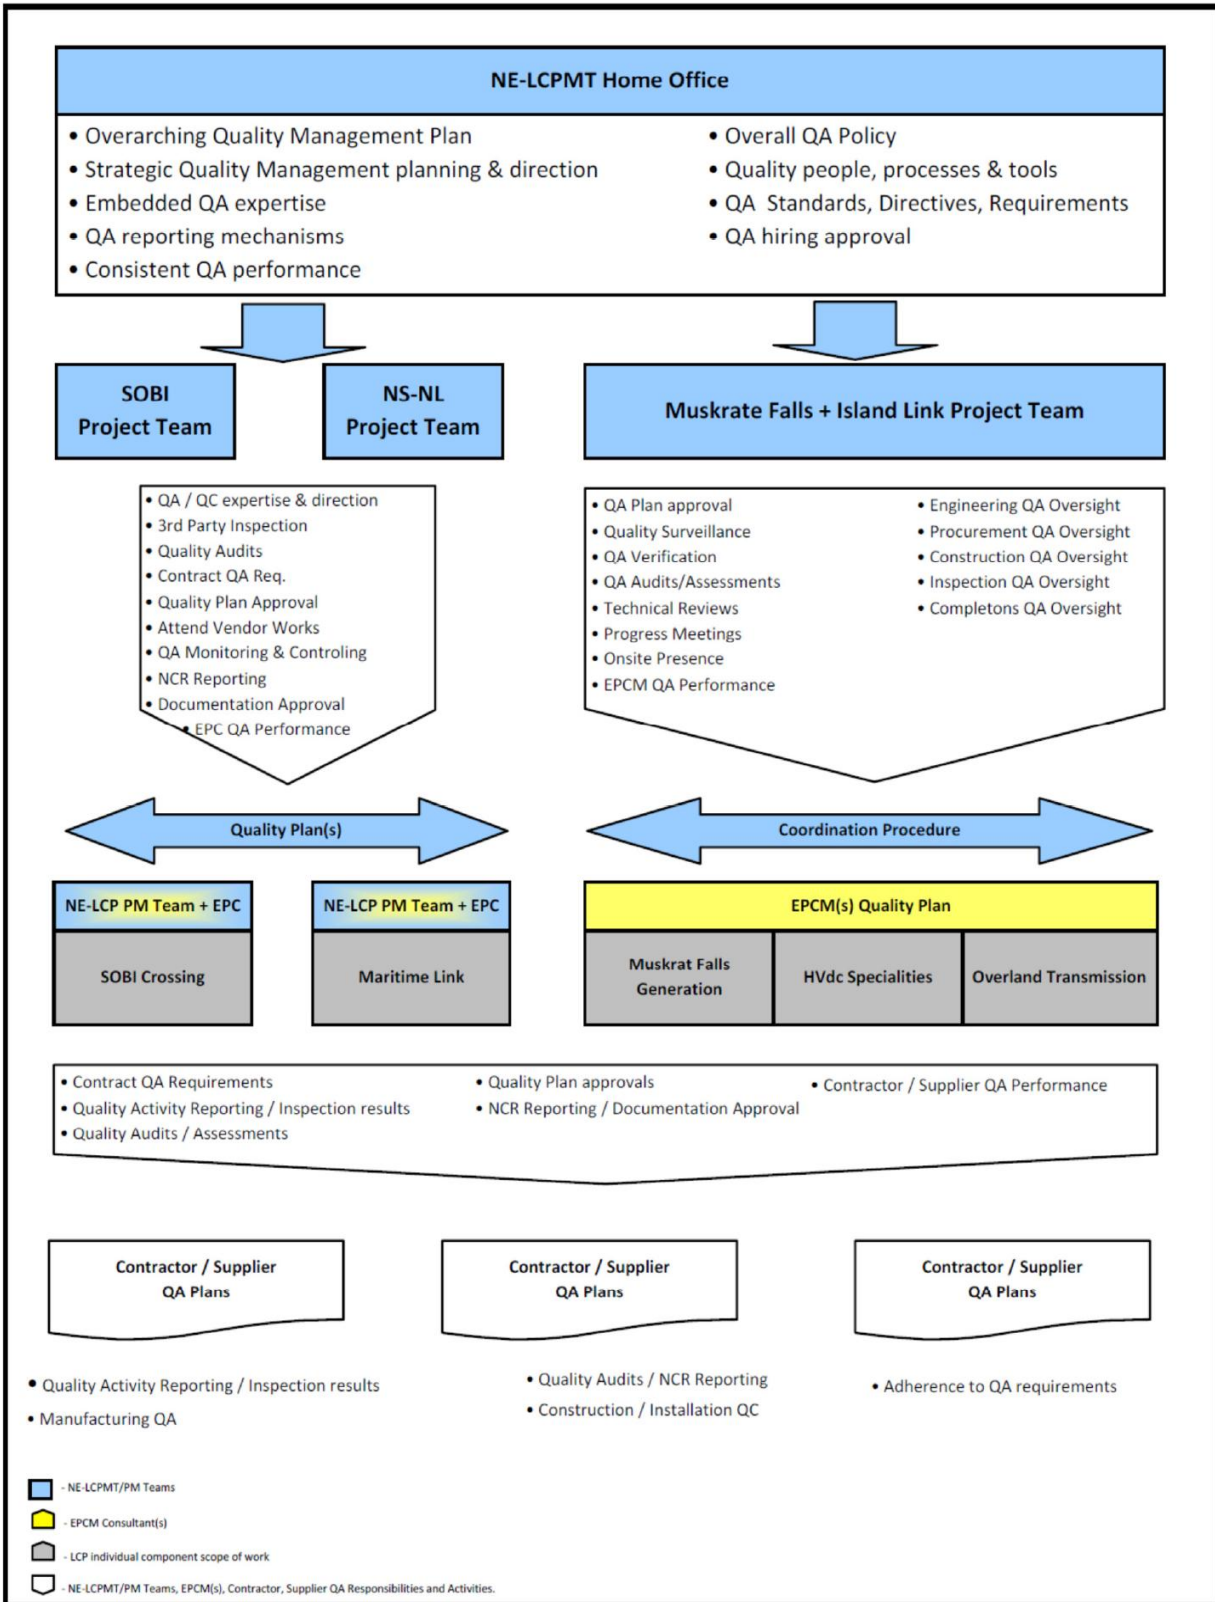 NE-LCPMT Home Office
• Overarching Quality Management Plan
• Strategic Quality Management planning & direction
• Embedded QA expertise
• QA reporting mechanisms
• Consistent QA performance
• Overall QA Policy
• Quality people, processes & tools
• QA Standards, Directives, Requirements
• QA hiring approval
SOBI
Project Team
NS-NL
Project Team
Muskrate Falls + Island Link Project Team
• QA / QC expertise & direction
• 3rd Party Inspection
• Quality Audits
• Contract QA Req.
• Quality Plan Approval
• Attend Vendor Works
• QA Monitoring & Controling
• NCR Reporting
• Documentation Approval
• EPC QA Performance
• QA Plan approval
• Quality Surveillance
• QA Verification
• QA Audits/Assessments
• Technical Reviews
• Progress Meetings
• Onsite Presence
• EPCM QA Performance
• Engineering QA Oversight
• Procurement QA Oversight
• Construction QA Oversight
• Inspection QA Oversight
• Completons QA Oversight
Quality Plan(s)
Coordination Procedure
NE-LCP PM Team + EPC
SOBI Crossing
NE-LCP PM Team + EPC
Maritime Link
EPCM(s) Quality Plan
Muskrat Falls
Generation
HVdc Specialities
Overland Transmission
• Contract QA Requirements
• Quality Activity Reporting / Inspection results
• Quality Audits / Assessments
• Quality Plan approvals
• NCR Reporting / Documentation Approval
• Contractor / Supplier QA Performance
Contractor / Supplier
QA Plans
Contractor / Supplier
QA Plans
Contractor / Supplier
QA Plans
• Quality Activity Reporting / Inspection results
• Manufacturing QA
• Quality Audits / NCR Reporting
• Construction / Installation QC
• Adherence to QA requirements
- NE-LCPMT/PM Teams
- EPCM Consultant(s)
- LCP individual component scope of work
- NE-LCPMT/PM Teams, EPCM(s), Contractor, Supplier QA Responsibilities and Activities.